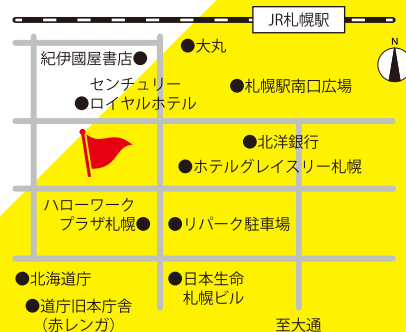 JR札幌駅
大丸
紀伊國屋書店
N
センチュリー
ロイヤルホテル
札幌駅南口広場
北洋銀行
ホテルグレイスリー札幌
ハローワーク
プラザ札幌
リパーク駐車場
北海道庁
日本生命
札幌ビル
道庁旧本庁舎
(赤レンガ)
至大通